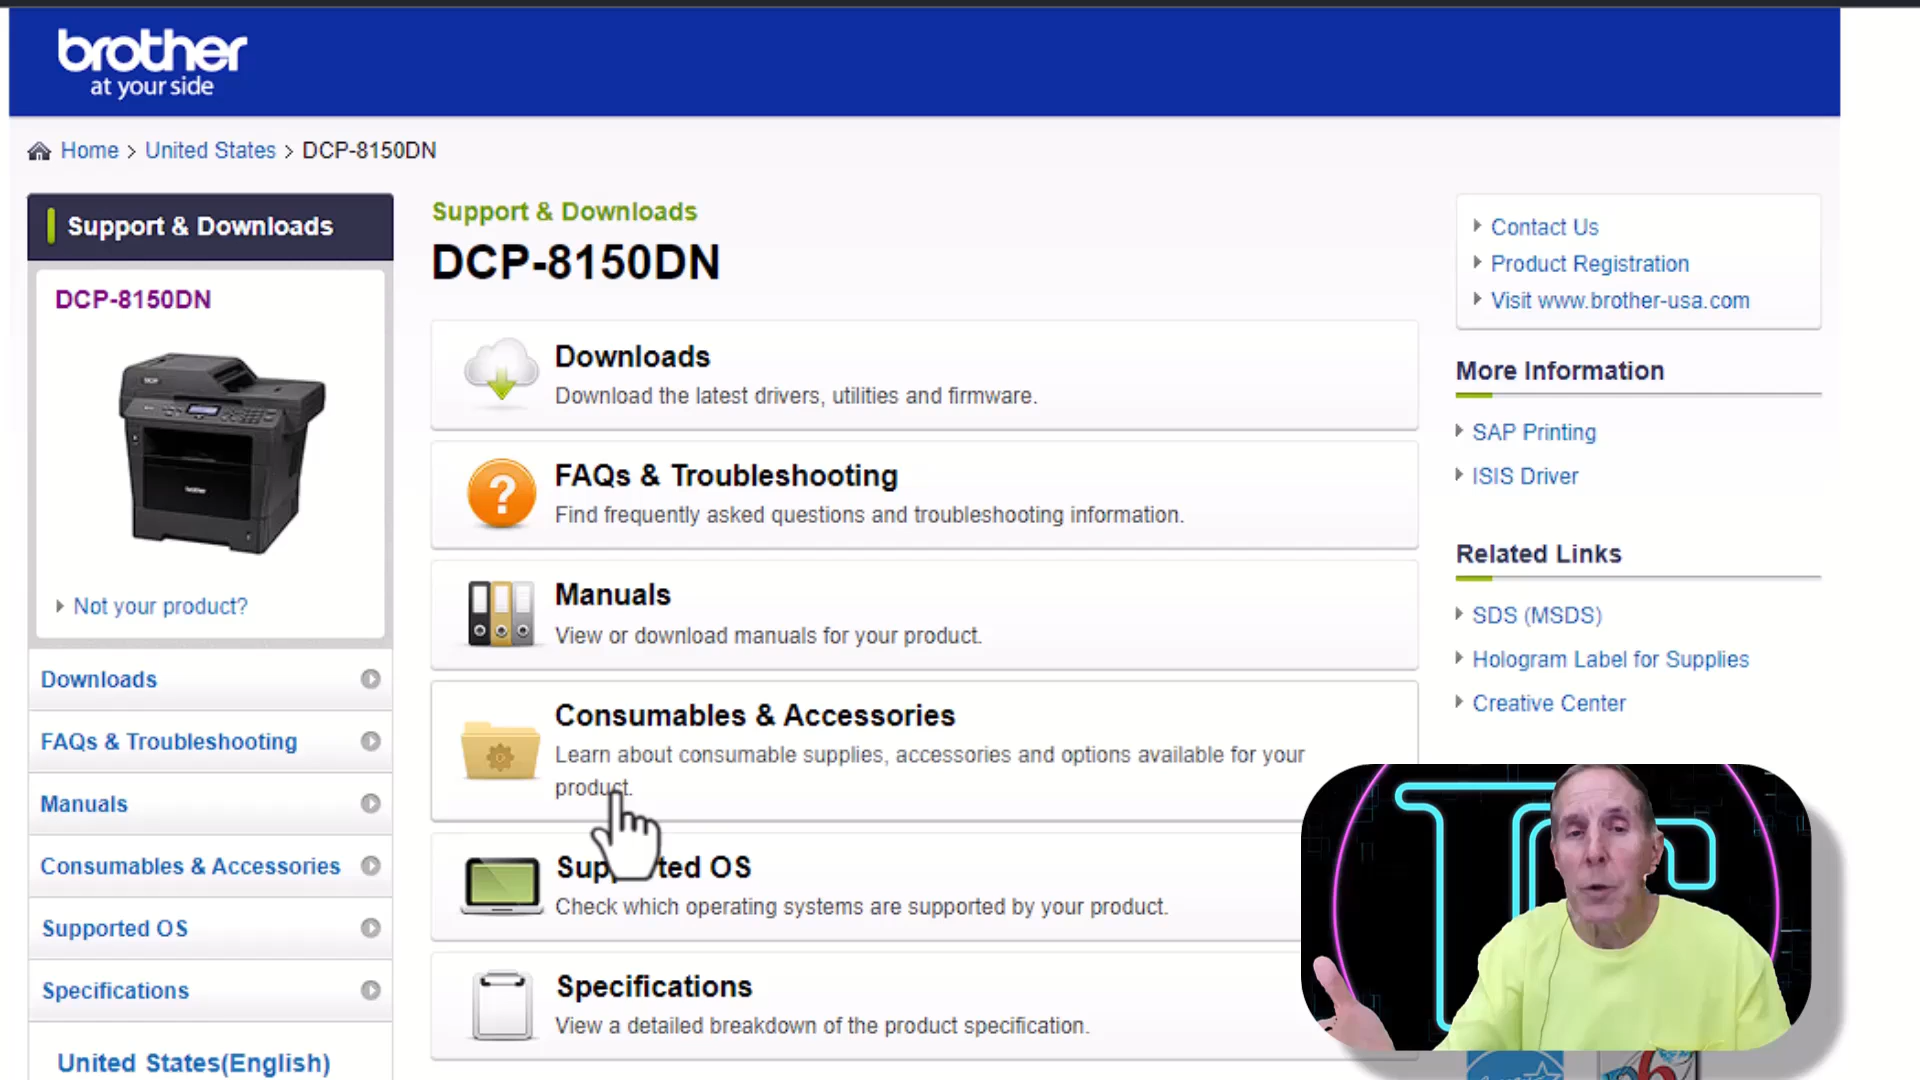 brother
at your side
Home > United States > DCP-8150DN
Support & Downloads
DCP-8150DN
Not your product?
Downloads
FAQs & Troubleshooting
Manuals
Consumables & Accessories
Supported OS
Specifications
United States(English)
Support & Downloads
DCP-8150DN
Downloads
Download the latest drivers, utilities and firmware.
FAQs & Troubleshooting
Find frequently asked questions and troubleshooting information.
Manuals
View or download manuals for your product.
Consumables & Accessories
Learn about consumable supplies, accessories and options available for your
product.
Supported OS
Check which operating systems are supported by your product.
Specifications
View a detailed breakdown of the product specification.
Contact Us
Product Registration
Visit www.brother-usa.com
More Information
SAP Printing
ISIS Driver
Related Links
SDS (MSDS)
Hologram Label for Supplies
Creative Center